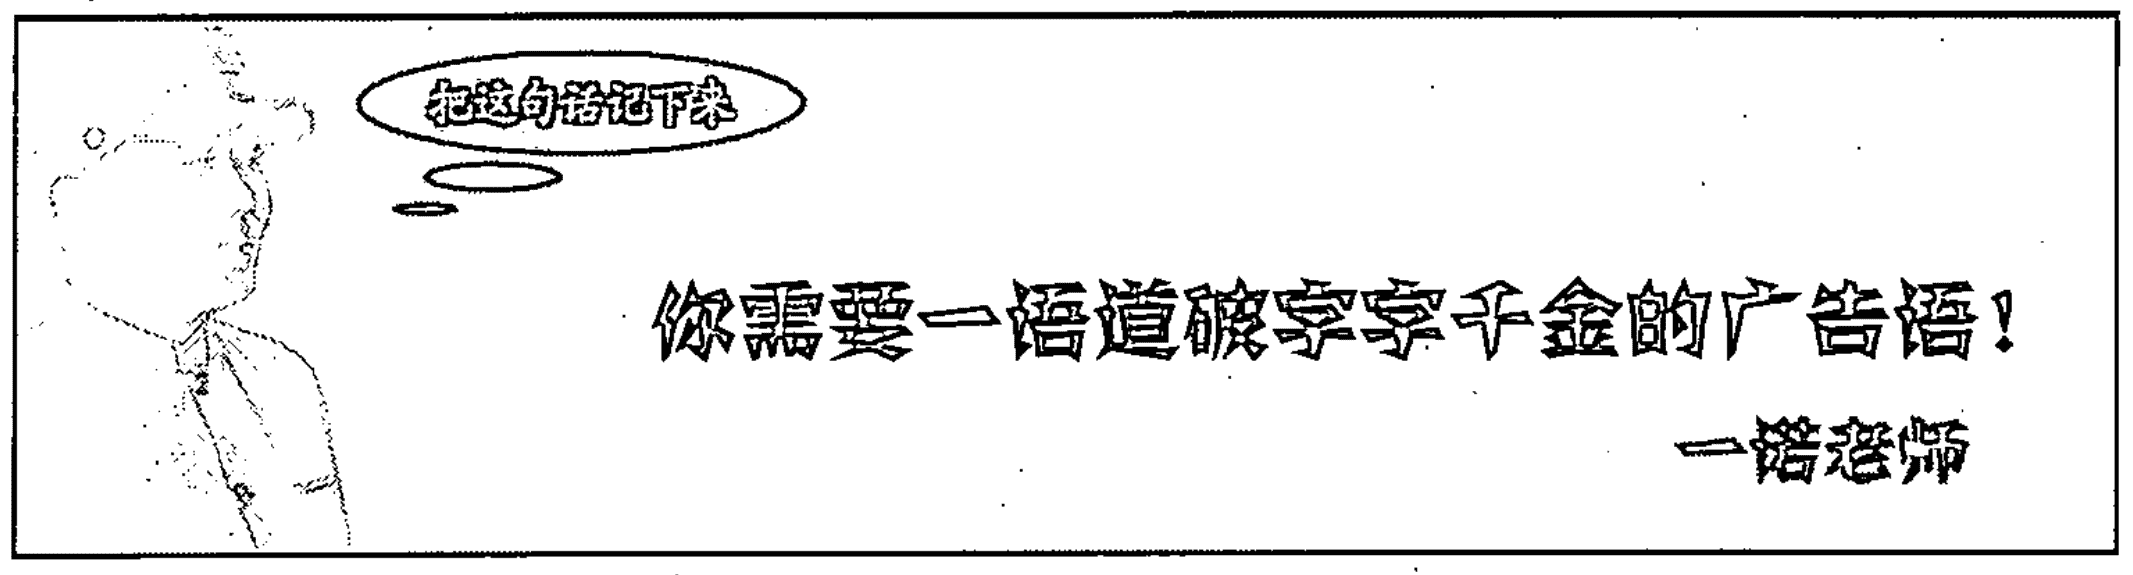 把这句话记下来
你需要一语道破字字千金的广告语！
一诺老师